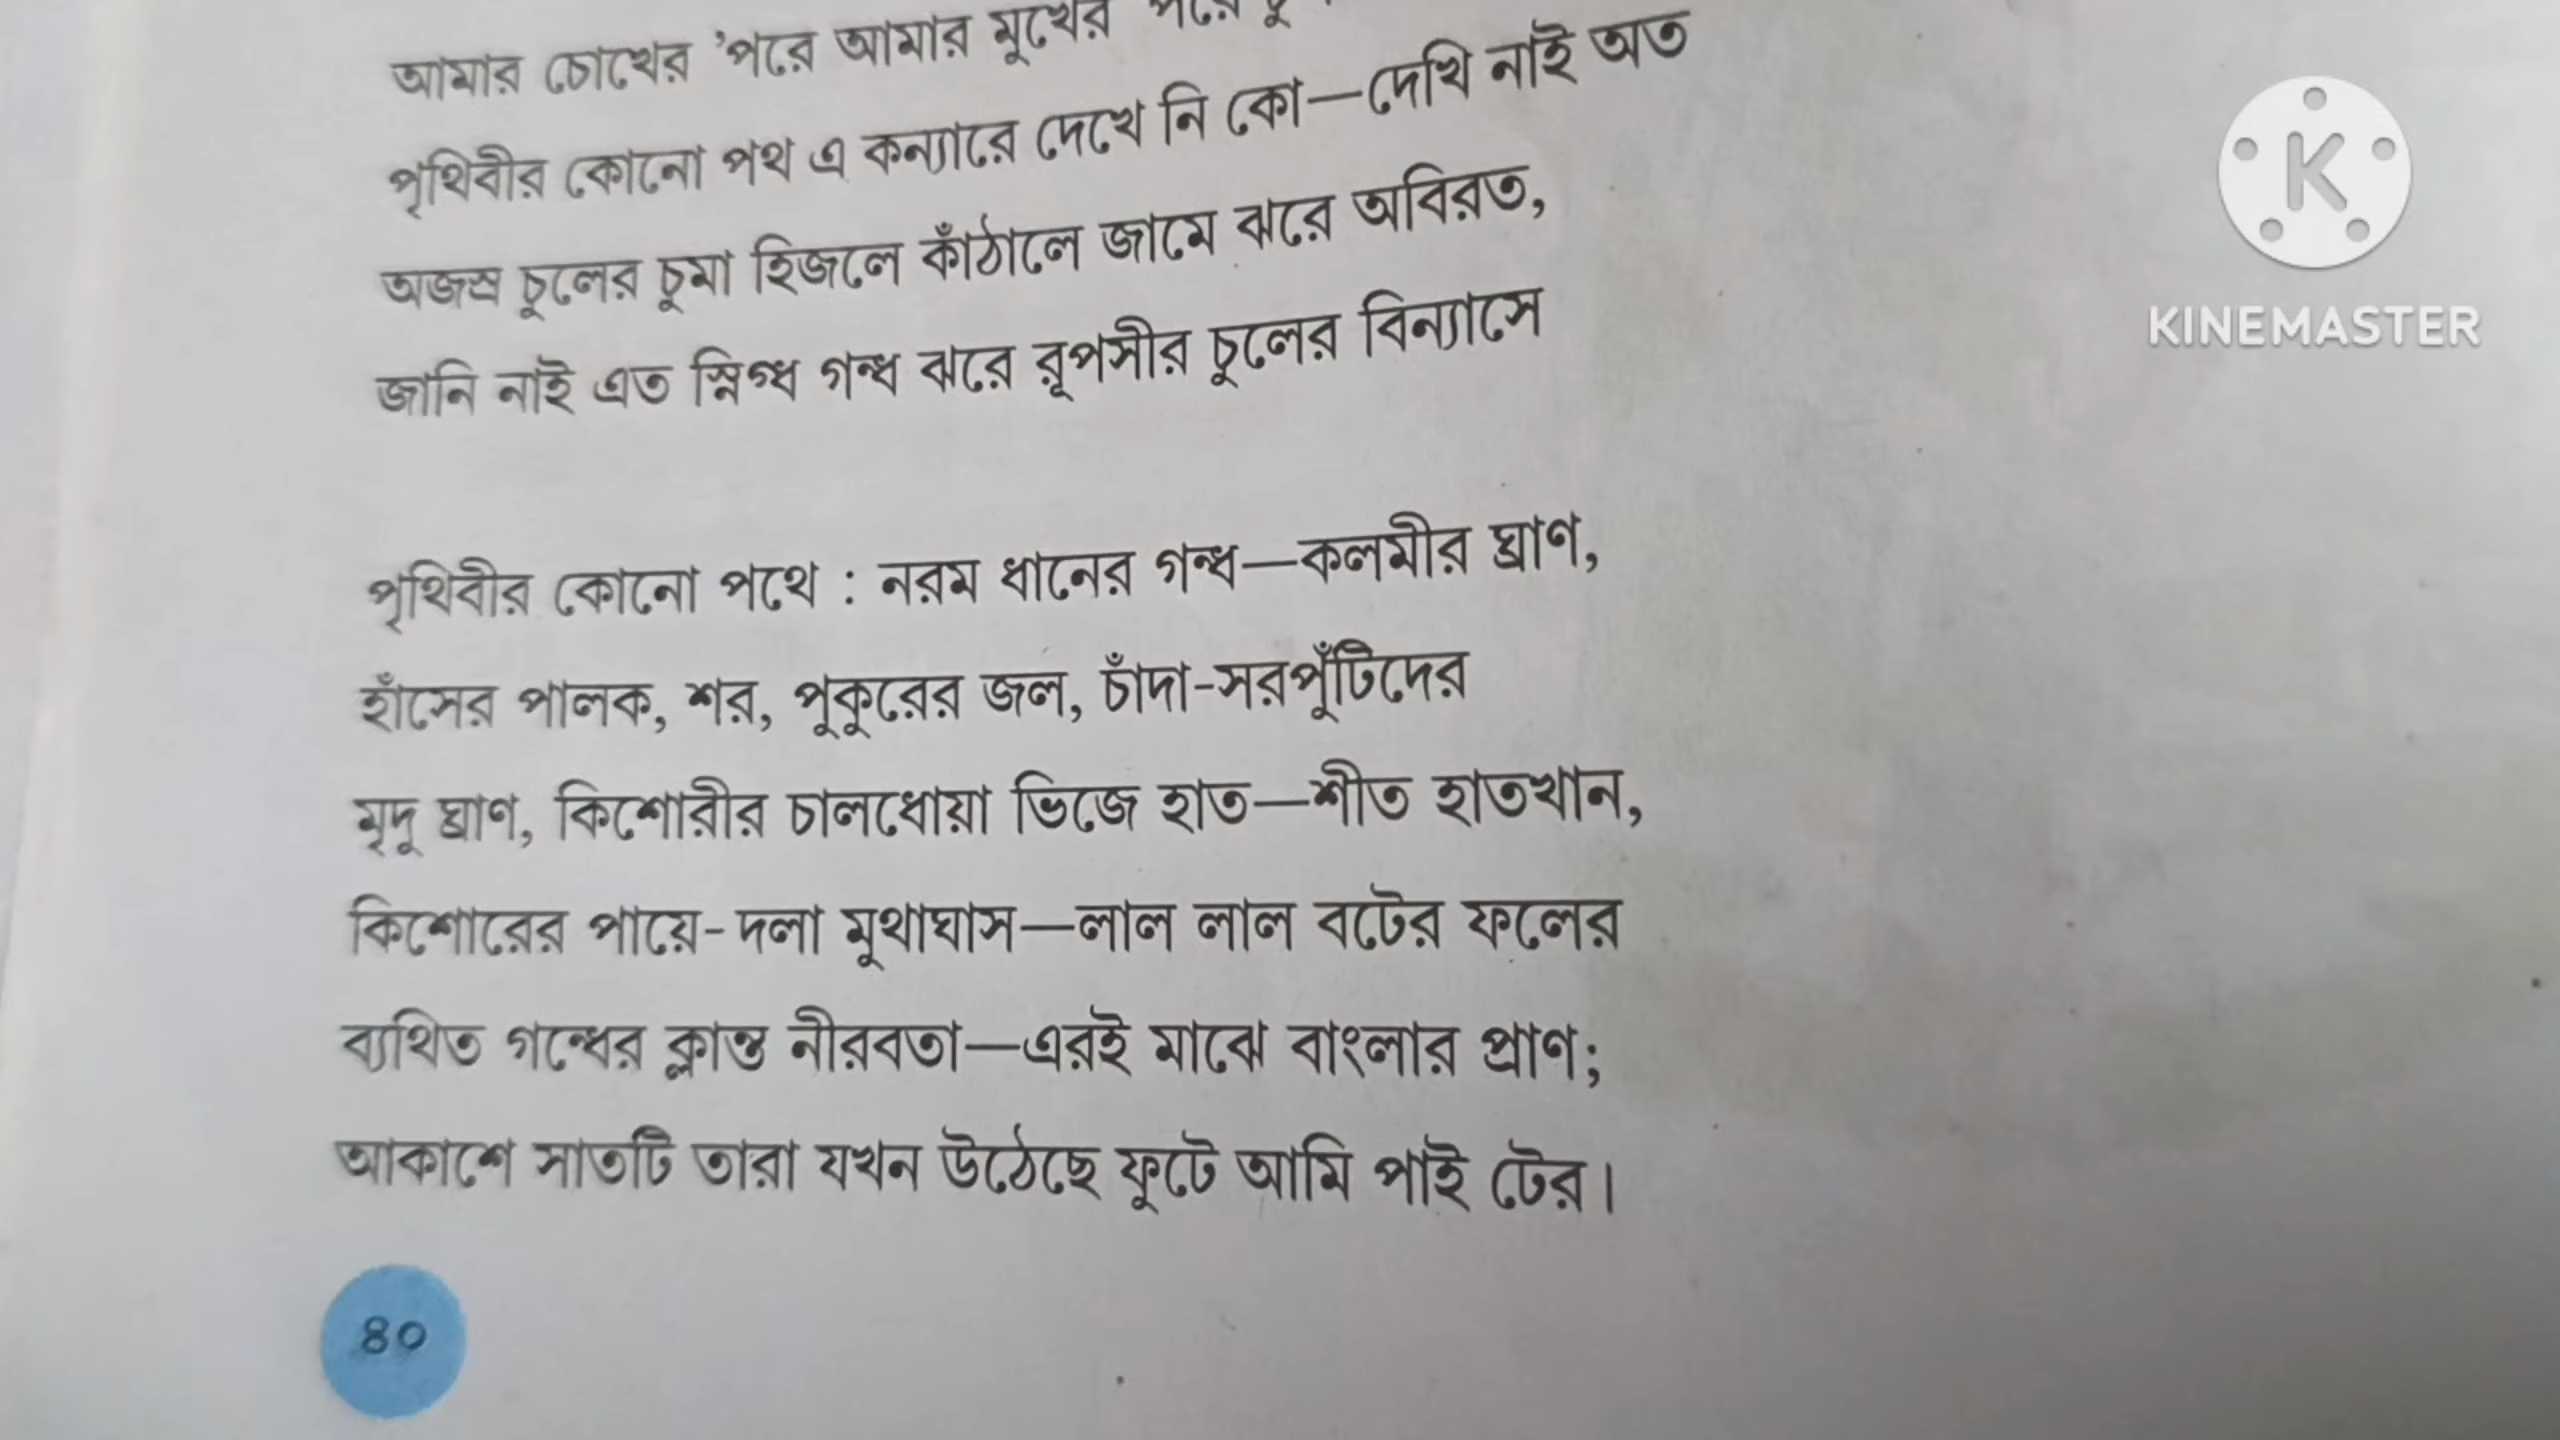 আমার চোখের ’পরে আমার মুখের ’পরে
পৃথিবীর কোনো পথ এ কন্যারে দেখে নি কো—দেখি নাই অত
অজস্র চুলের চুমা হিজলে কাঁঠালে জামে ঝরে অবিরত,
জানি নাই এত স্নিগ্ধ গন্ধ ঝরে রূপসীর চুলের বিন্যাসে
পৃথিবীর কোনো পথে : নরম ধানের গন্ধ—কলমীর ঘ্রাণ,
হাঁসের পালক, শর, পুকুরের জল, চাঁদা-সরপুঁটিদের
মৃদু ঘ্রাণ, কিশোরীর চালধোয়া ভিজে হাত—শীত হাতখান,
কিশোরের পায়ে-দলা মুথাঘাস—লাল লাল বটের ফলের
ব্যথিত গন্ধের ক্লান্ত নীরবতা—এরই মাঝে বাংলার প্রাণ;
আকাশে সাতটি তারা যখন উঠেছে ফুটে আমি পাই টের।
৪০
K
KINEMASTER